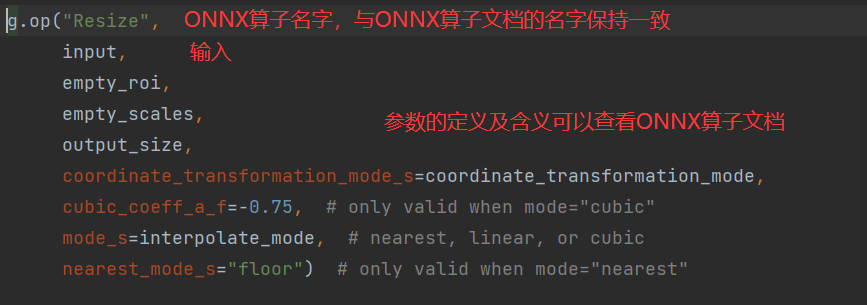 g.op("Resize", ONNX算子名字，与ONNX算子文档的名字保持一致
input, 输入
empty_roi,
empty_scales,
参数的定义及含义可以查看ONNX算子文档
output_size,
coordinate_transformation_mode_s=coordinate_transformation_mode,
cubic_coeff_a_f=-0.75,  # only valid when mode="cubic"
mode_s=interpolate_mode,  # nearest, linear, or cubic
nearest_mode_s="floor")  # only valid when mode="nearest"